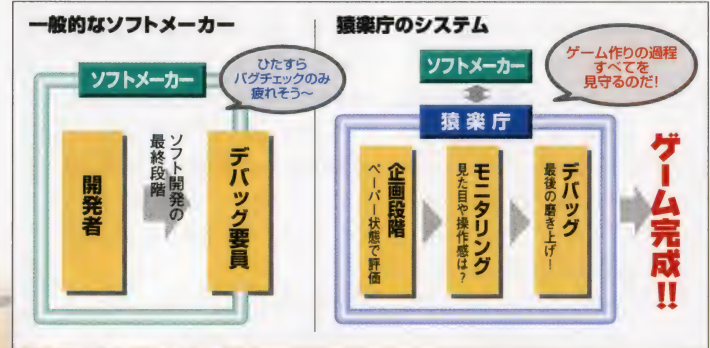 一般的なソフトメーカー
ソフトメーカー
ひたすら
バグチェックのみ
疲れそう〜
開発者
ソフト開発の
最終段階
デバッグ要員
猿楽庁のシステム
ソフトメーカー
ゲーム作りの過程
すべてを
見守るのだ!
猿楽庁
企画段階
ペーパー状態で評価
モニタリング
見た目や操作感は?
デバッグ
最後の磨き上げ!
ゲーム完成!!